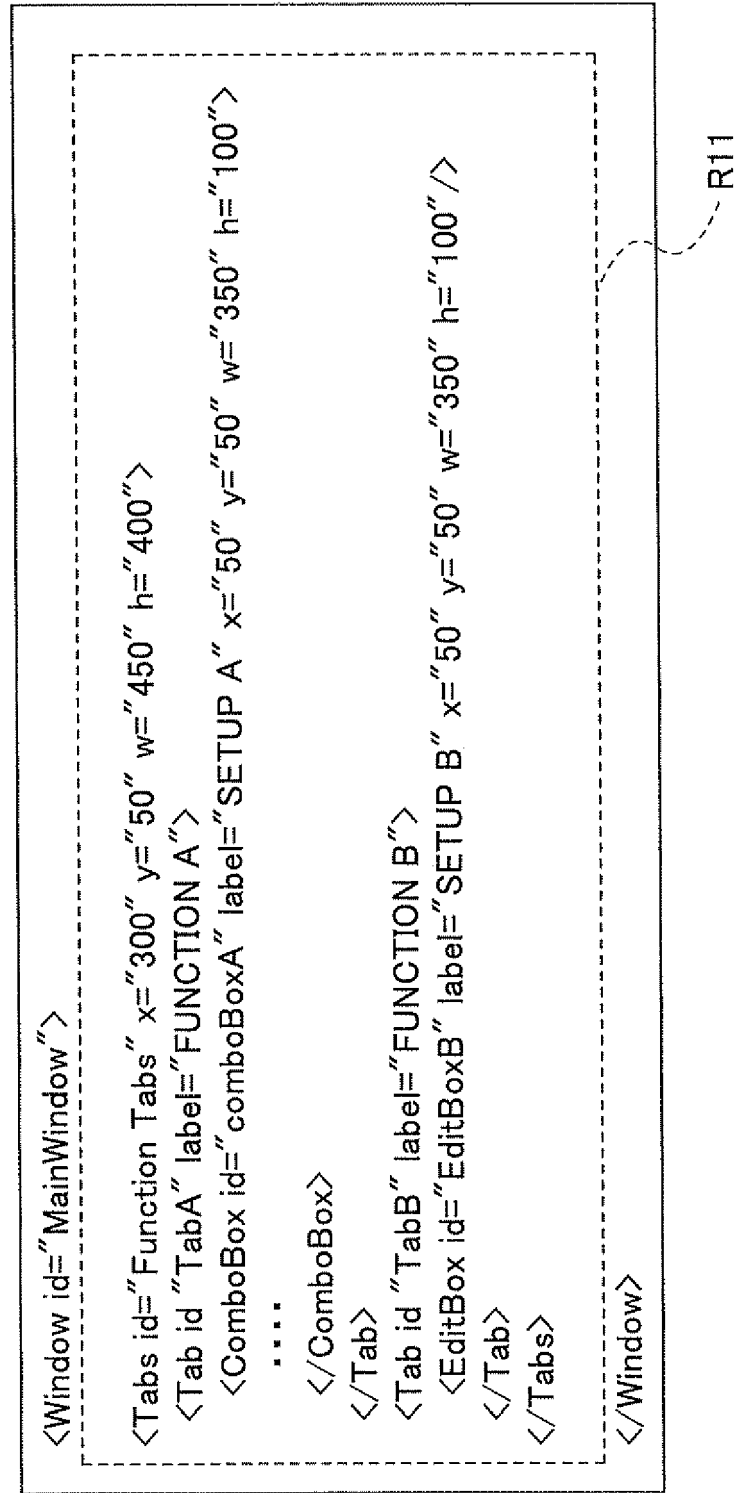 <Window id="MainWindow">
<Tabs id="Function Tabs" x="300" y="50" w="450" h="400">
<Tab id "TabA" label="FUNCTION A">
<ComboBox id="comboBoxA" label="SETUP A" x="50" y="50" w="350" h="100">
....
</ComboBox>
</Tab>
<Tab id "TabB" label="FUNCTION B">
<EditBox id="EditBoxB" label="SETUP B" x="50" y="50" w="350" h="100"/>
</Tab>
</Tabs>
</Window>
R11